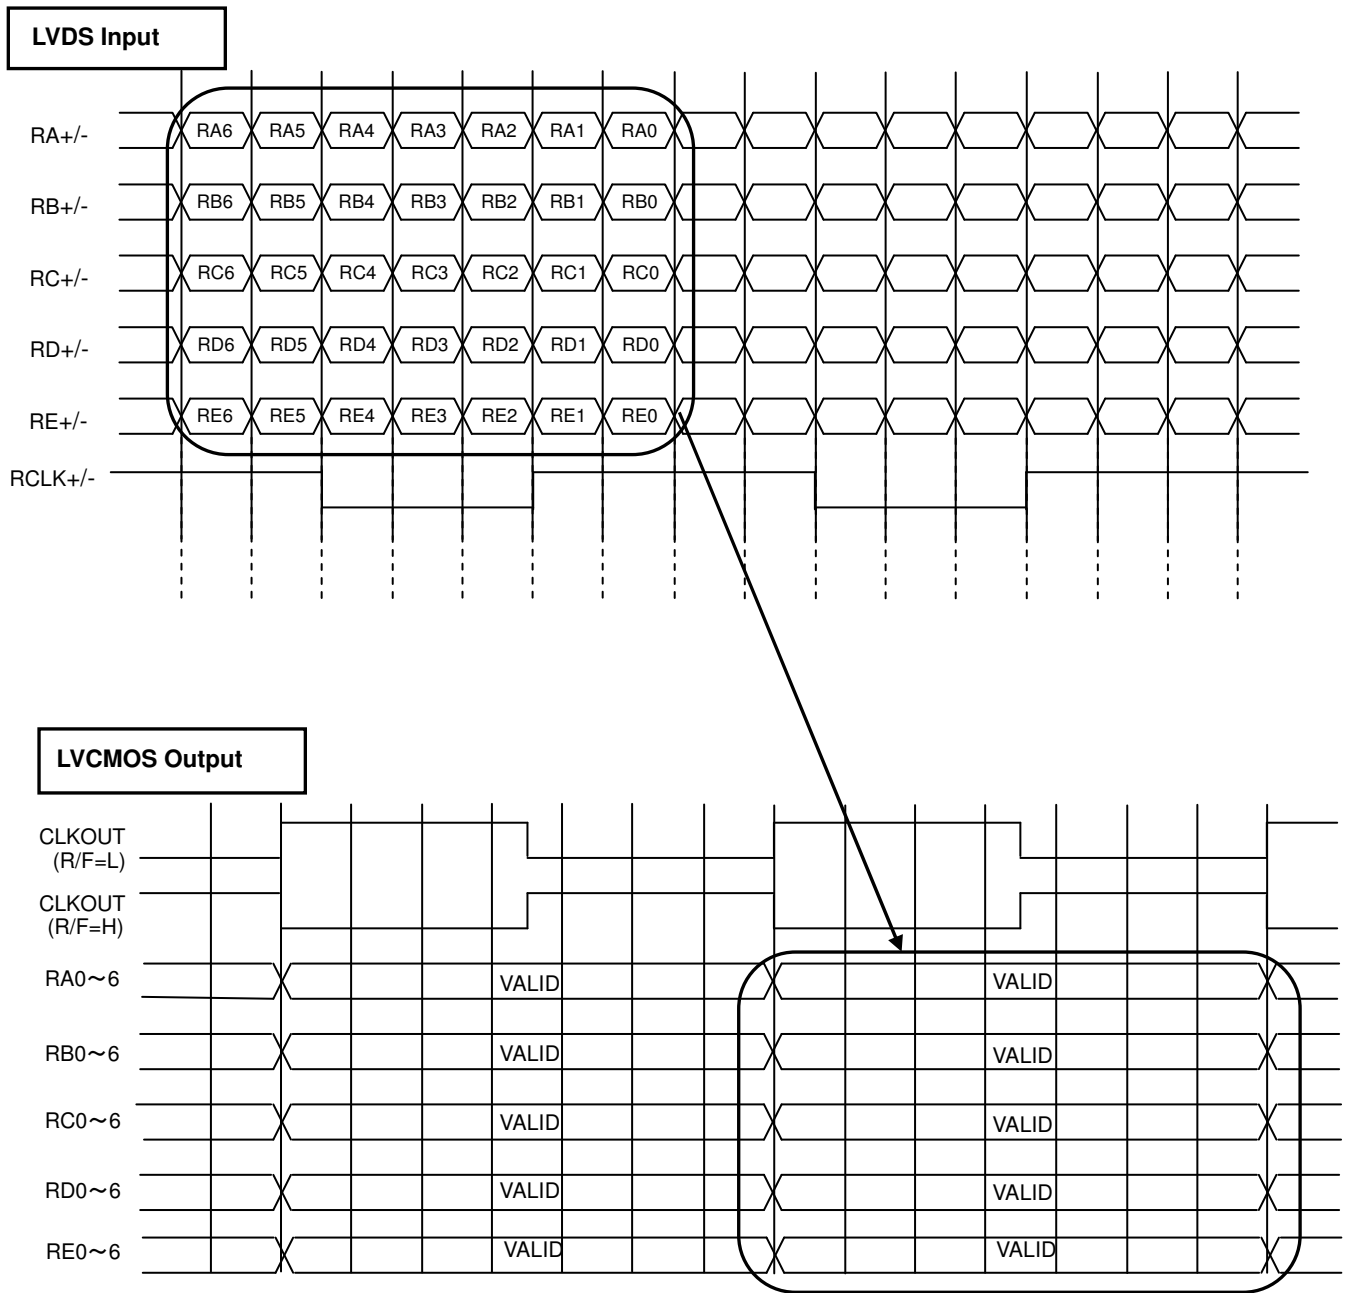 LVDS Input
RA+/- RA6 RA5 RA4 RA3 RA2 RA1 RA0
RB+/- RB6 RB5 RB4 RB3 RB2 RB1 RB0
RC+/- RC6 RC5 RC4 RC3 RC2 RC1 RC0
RD+/- RD6 RD5 RD4 RD3 RD2 RD1 RD0
RE+/- RE6 RE5 RE4 RE3 RE2 RE1 RE0
RCLK+/-
LVCMOS Output
CLKOUT
(R/F=L)
CLKOUT
(R/F=H)
RA0～6 VALID VALID
RB0～6 VALID VALID
RC0～6 VALID VALID
RD0～6 VALID VALID
RE0～6 VALID VALID